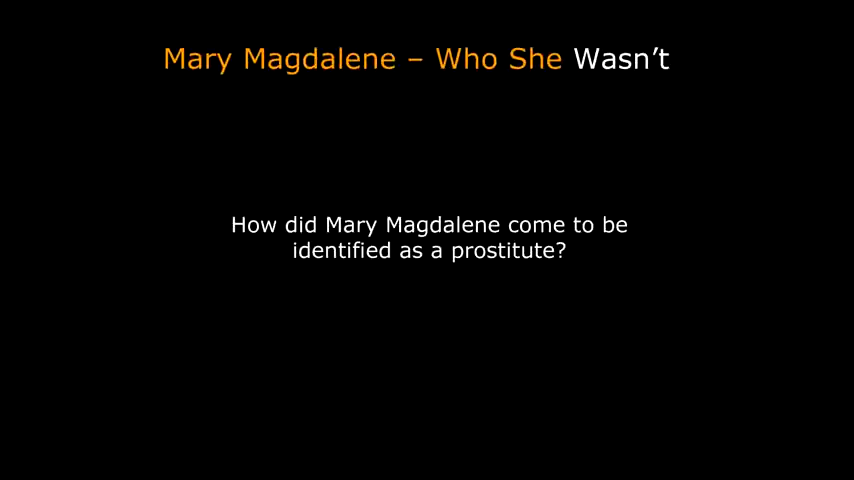 Mary Magdalene – Who She Wasn’t
How did Mary Magdalene come to be
identified as a prostitute?